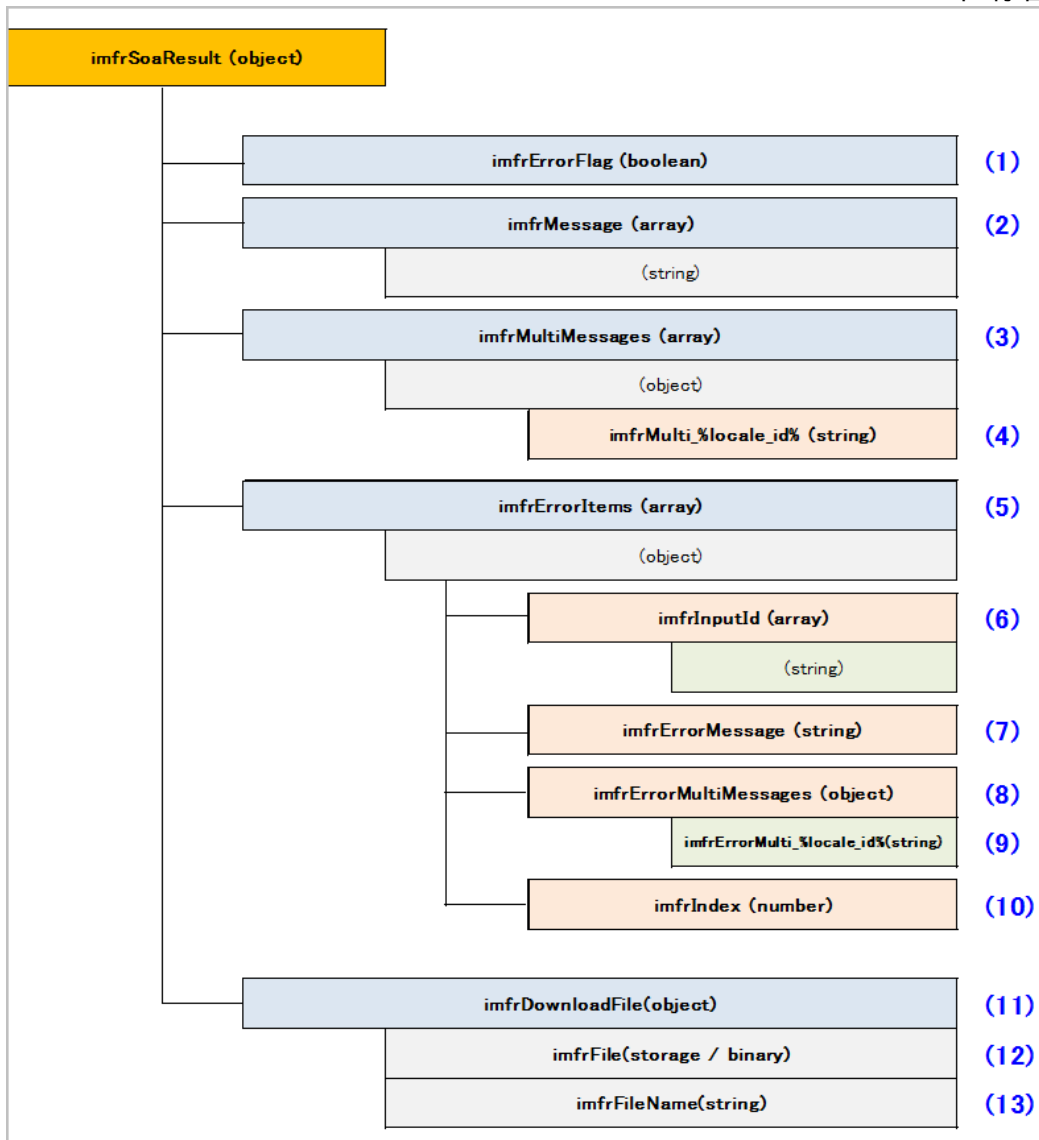 imfrSoaResult (object)
imfrErrorFlag (boolean) (1)
imfrMessage (array) (2)
(string)
imfrMultiMessages (array) (3)
(object)
imfrMulti_%locale_id% (string) (4)
imfrErrorItems (array) (5)
(object)
imfrInputId (array) (6)
(string)
imfrErrorMessage (string) (7)
imfrErrorMultiMessages (object) (8)
imfrErrorMulti_%locale_id%(string) (9)
imfrIndex (number) (10)
imfrDownloadFile(object) (11)
imfrFile(storage / binary) (12)
imfrFileName(string) (13)